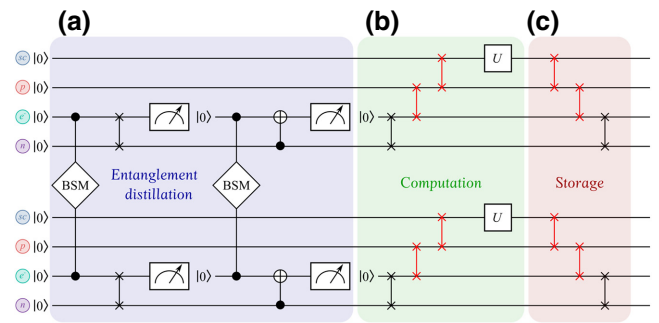 (a) (b) (c)
sc |0⟩ U
p |0⟩
e |0⟩ |0⟩ |0⟩
n |0⟩
BSM Entanglement distillation BSM Computation Storage
sc |0⟩ U
p |0⟩
e |0⟩ |0⟩ |0⟩
n |0⟩